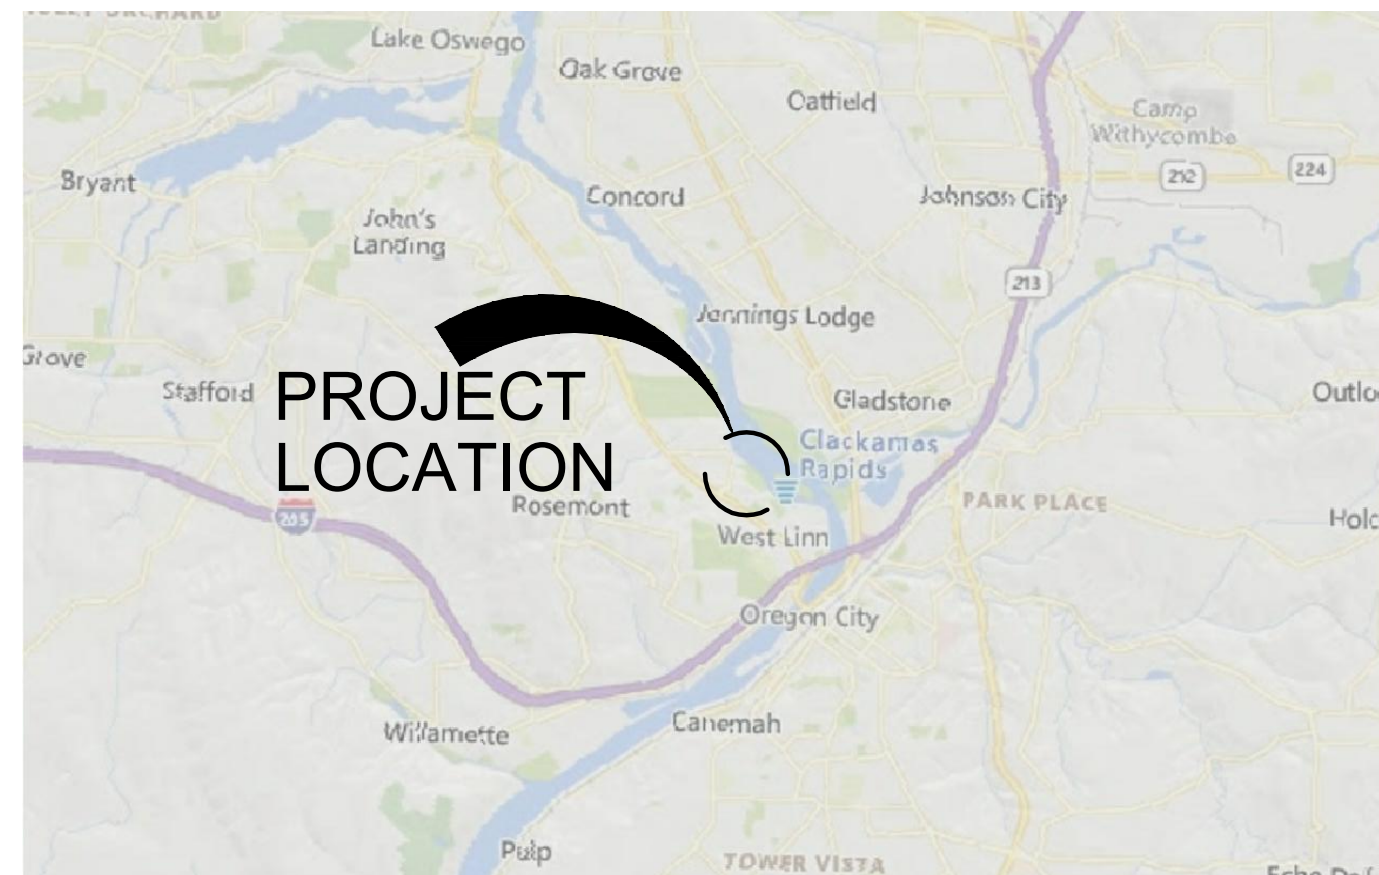 Lake Oswego
Oak Grove
Oatfield
Camp
Withycombe
212
224
Bryant
Concord
Johnson City
John's
Landing
213
Jennings Lodge
Grove
Stafford
PROJECT
LOCATION
Gladstone
Outlo
Clackamas
Rapids
205
Rosemont
PARK PLACE
Holc
West Linn
Oregon City
Willamette
Canemah
Pulp
TOWER VISTA